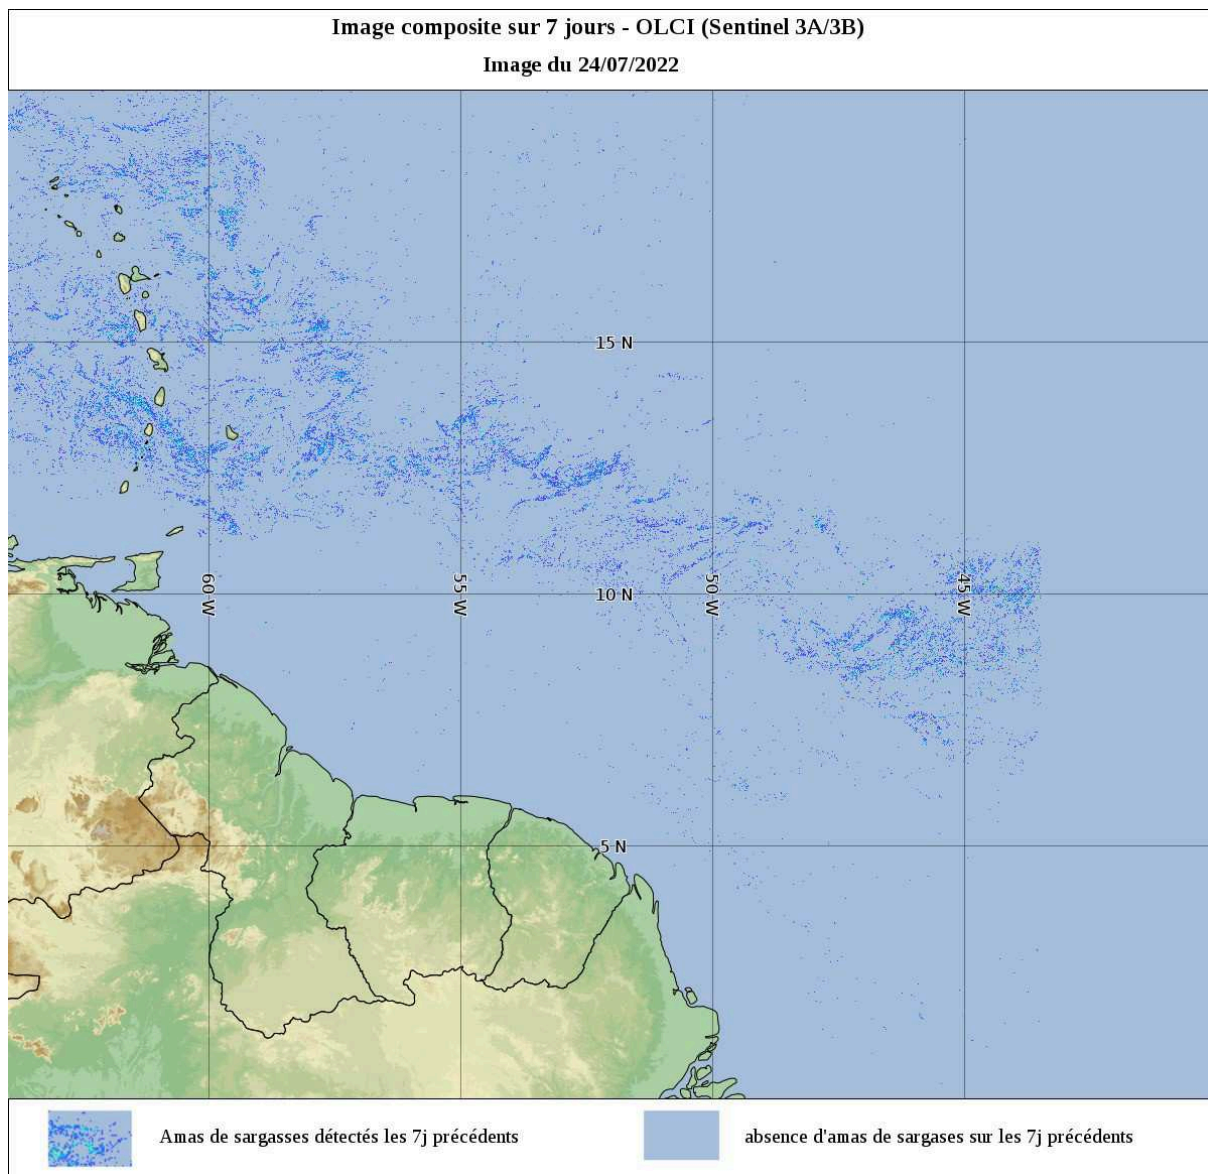 Image composite sur 7 jours - OLCI (Sentinel 3A/3B)
Image du 24/07/2022
15 N
60 W
55 W
10 N
50 W
45 W
5 N
Amas de sargasses détectés les 7j précédents
absence d'amas de sargases sur les 7j précédents